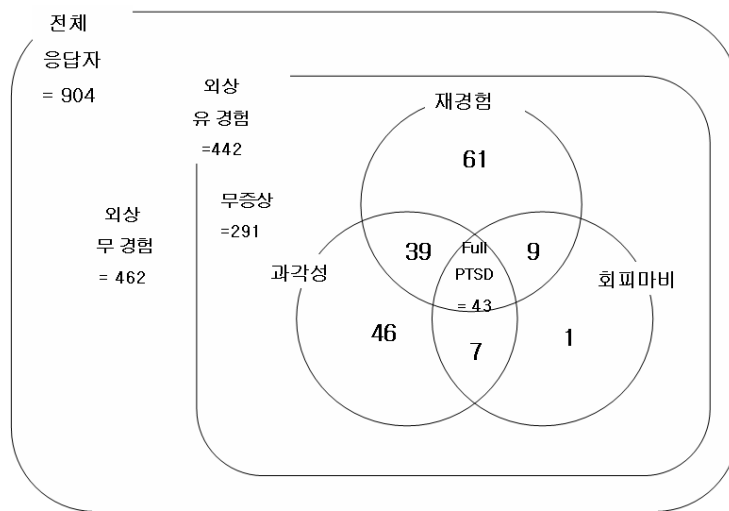 전체
응답자
= 904
외상
유 경험
=442
재경험
61
무증상
=291
외상
무 경험
= 462
39
Full
PTSD
= 43
9
과각성
회피마비
46
7
1